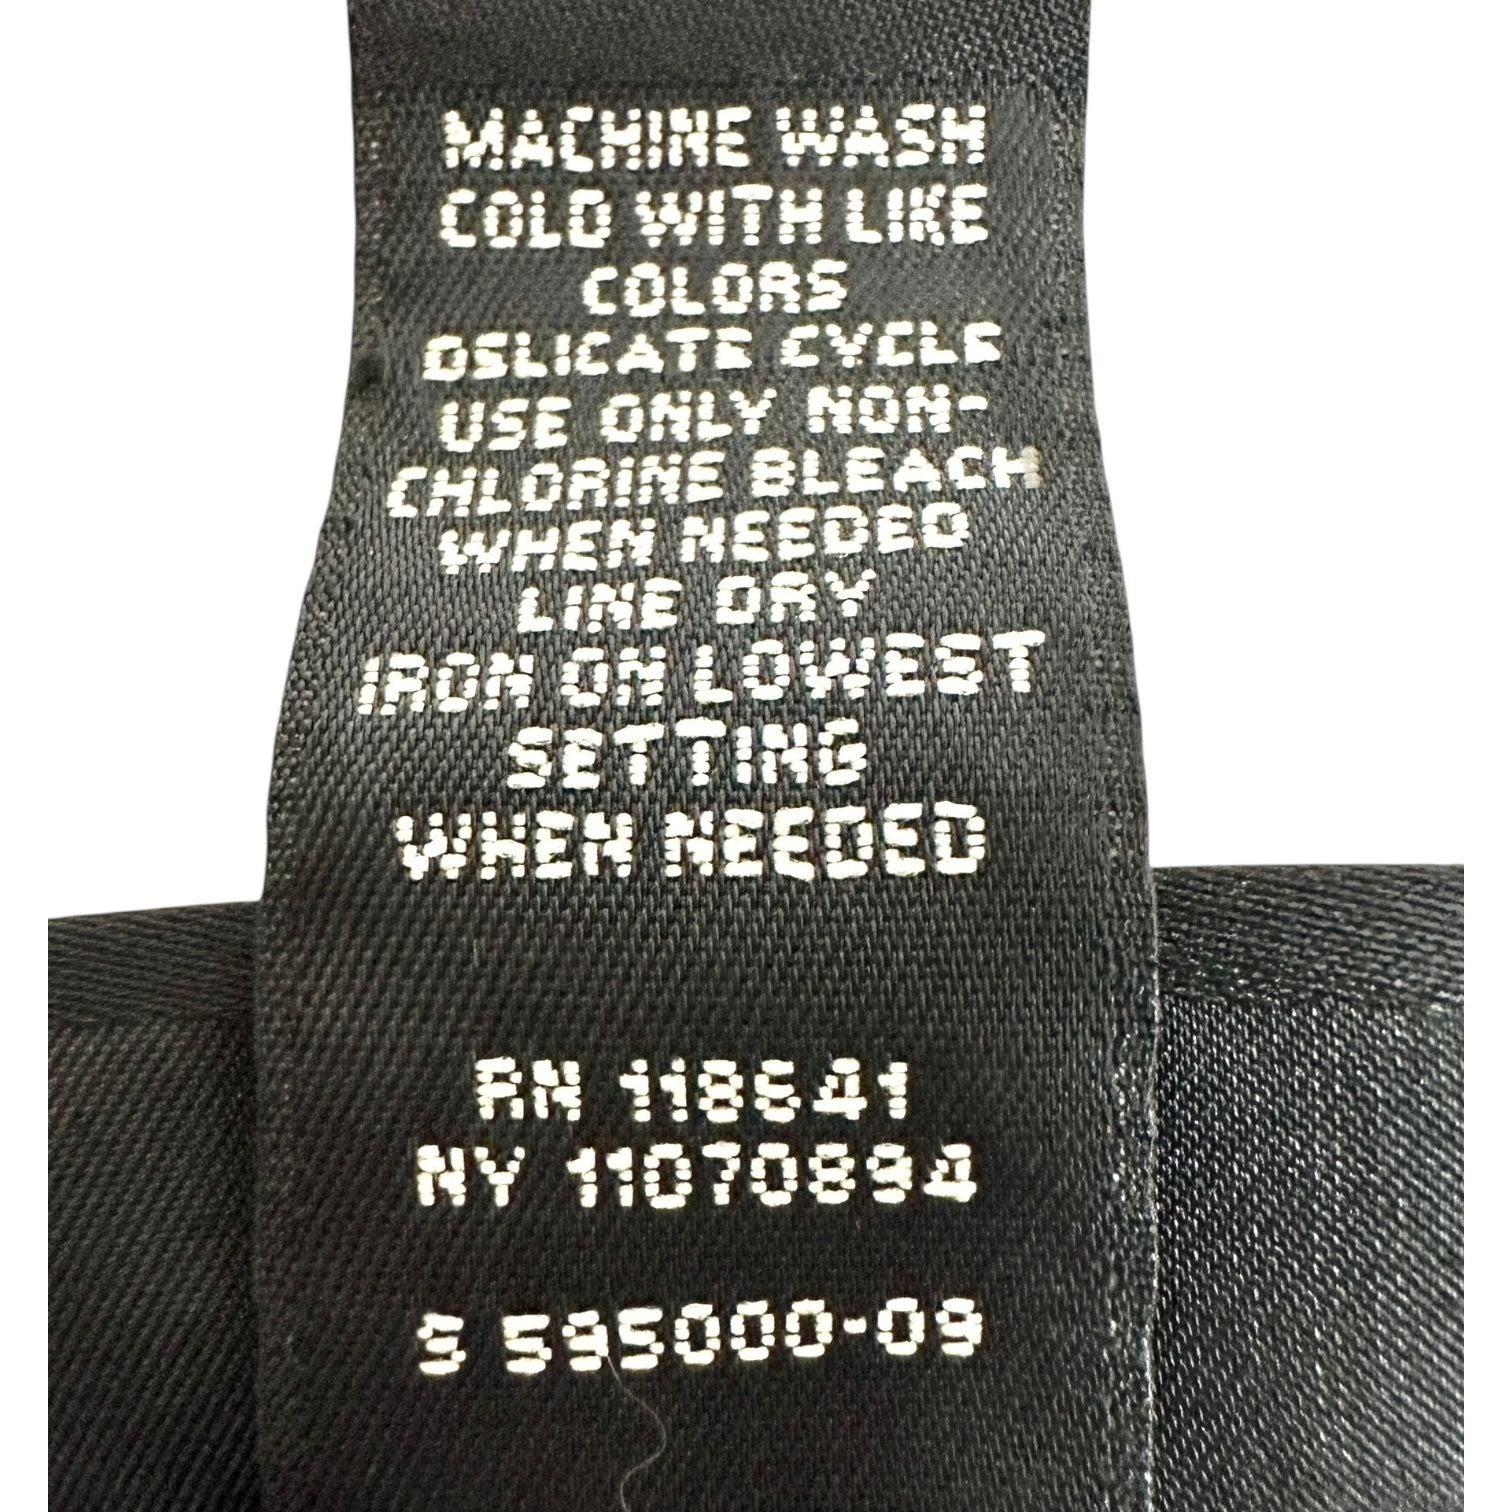 MACHINE WASH
COLD WITH LIKE
COLORS
DELICATE CYCLE
USE ONLY NON-
CHLORINE BLEACH
WHEN NEEDED
LINE DRY
IRON ON LOWEST
SETTING
WHEN NEEDED
RN 118641
NY 11070894
S 595000-09